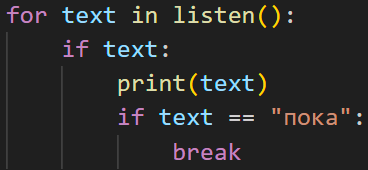 for text in listen():
    if text:
        print(text)
        if text == "пока":
            break